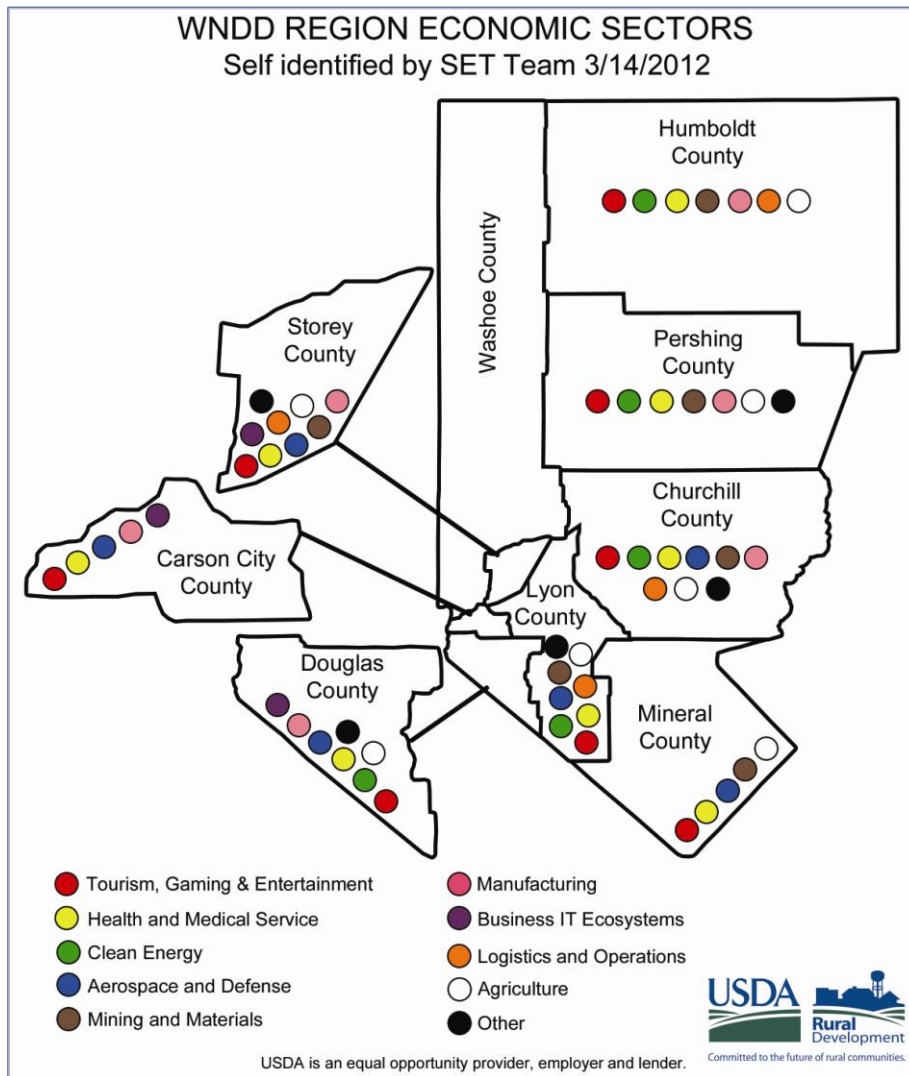 WNDD REGION ECONOMIC SECTORS
Self identified by SET Team 3/14/2012
Humboldt
County
Washoe County
Storey
County
Pershing
County
Churchill
County
Carson City
County
Lyon
County
Douglas
County
Mineral
County
Tourism, Gaming & Entertainment
Health and Medical Service
Clean Energy
Aerospace and Defense
Mining and Materials
Manufacturing
Business IT Ecosystems
Logistics and Operations
Agriculture
Other
USDA
Rural
Development
Committed to the future of rural communities.
USDA is an equal opportunity provider, employer and lender.